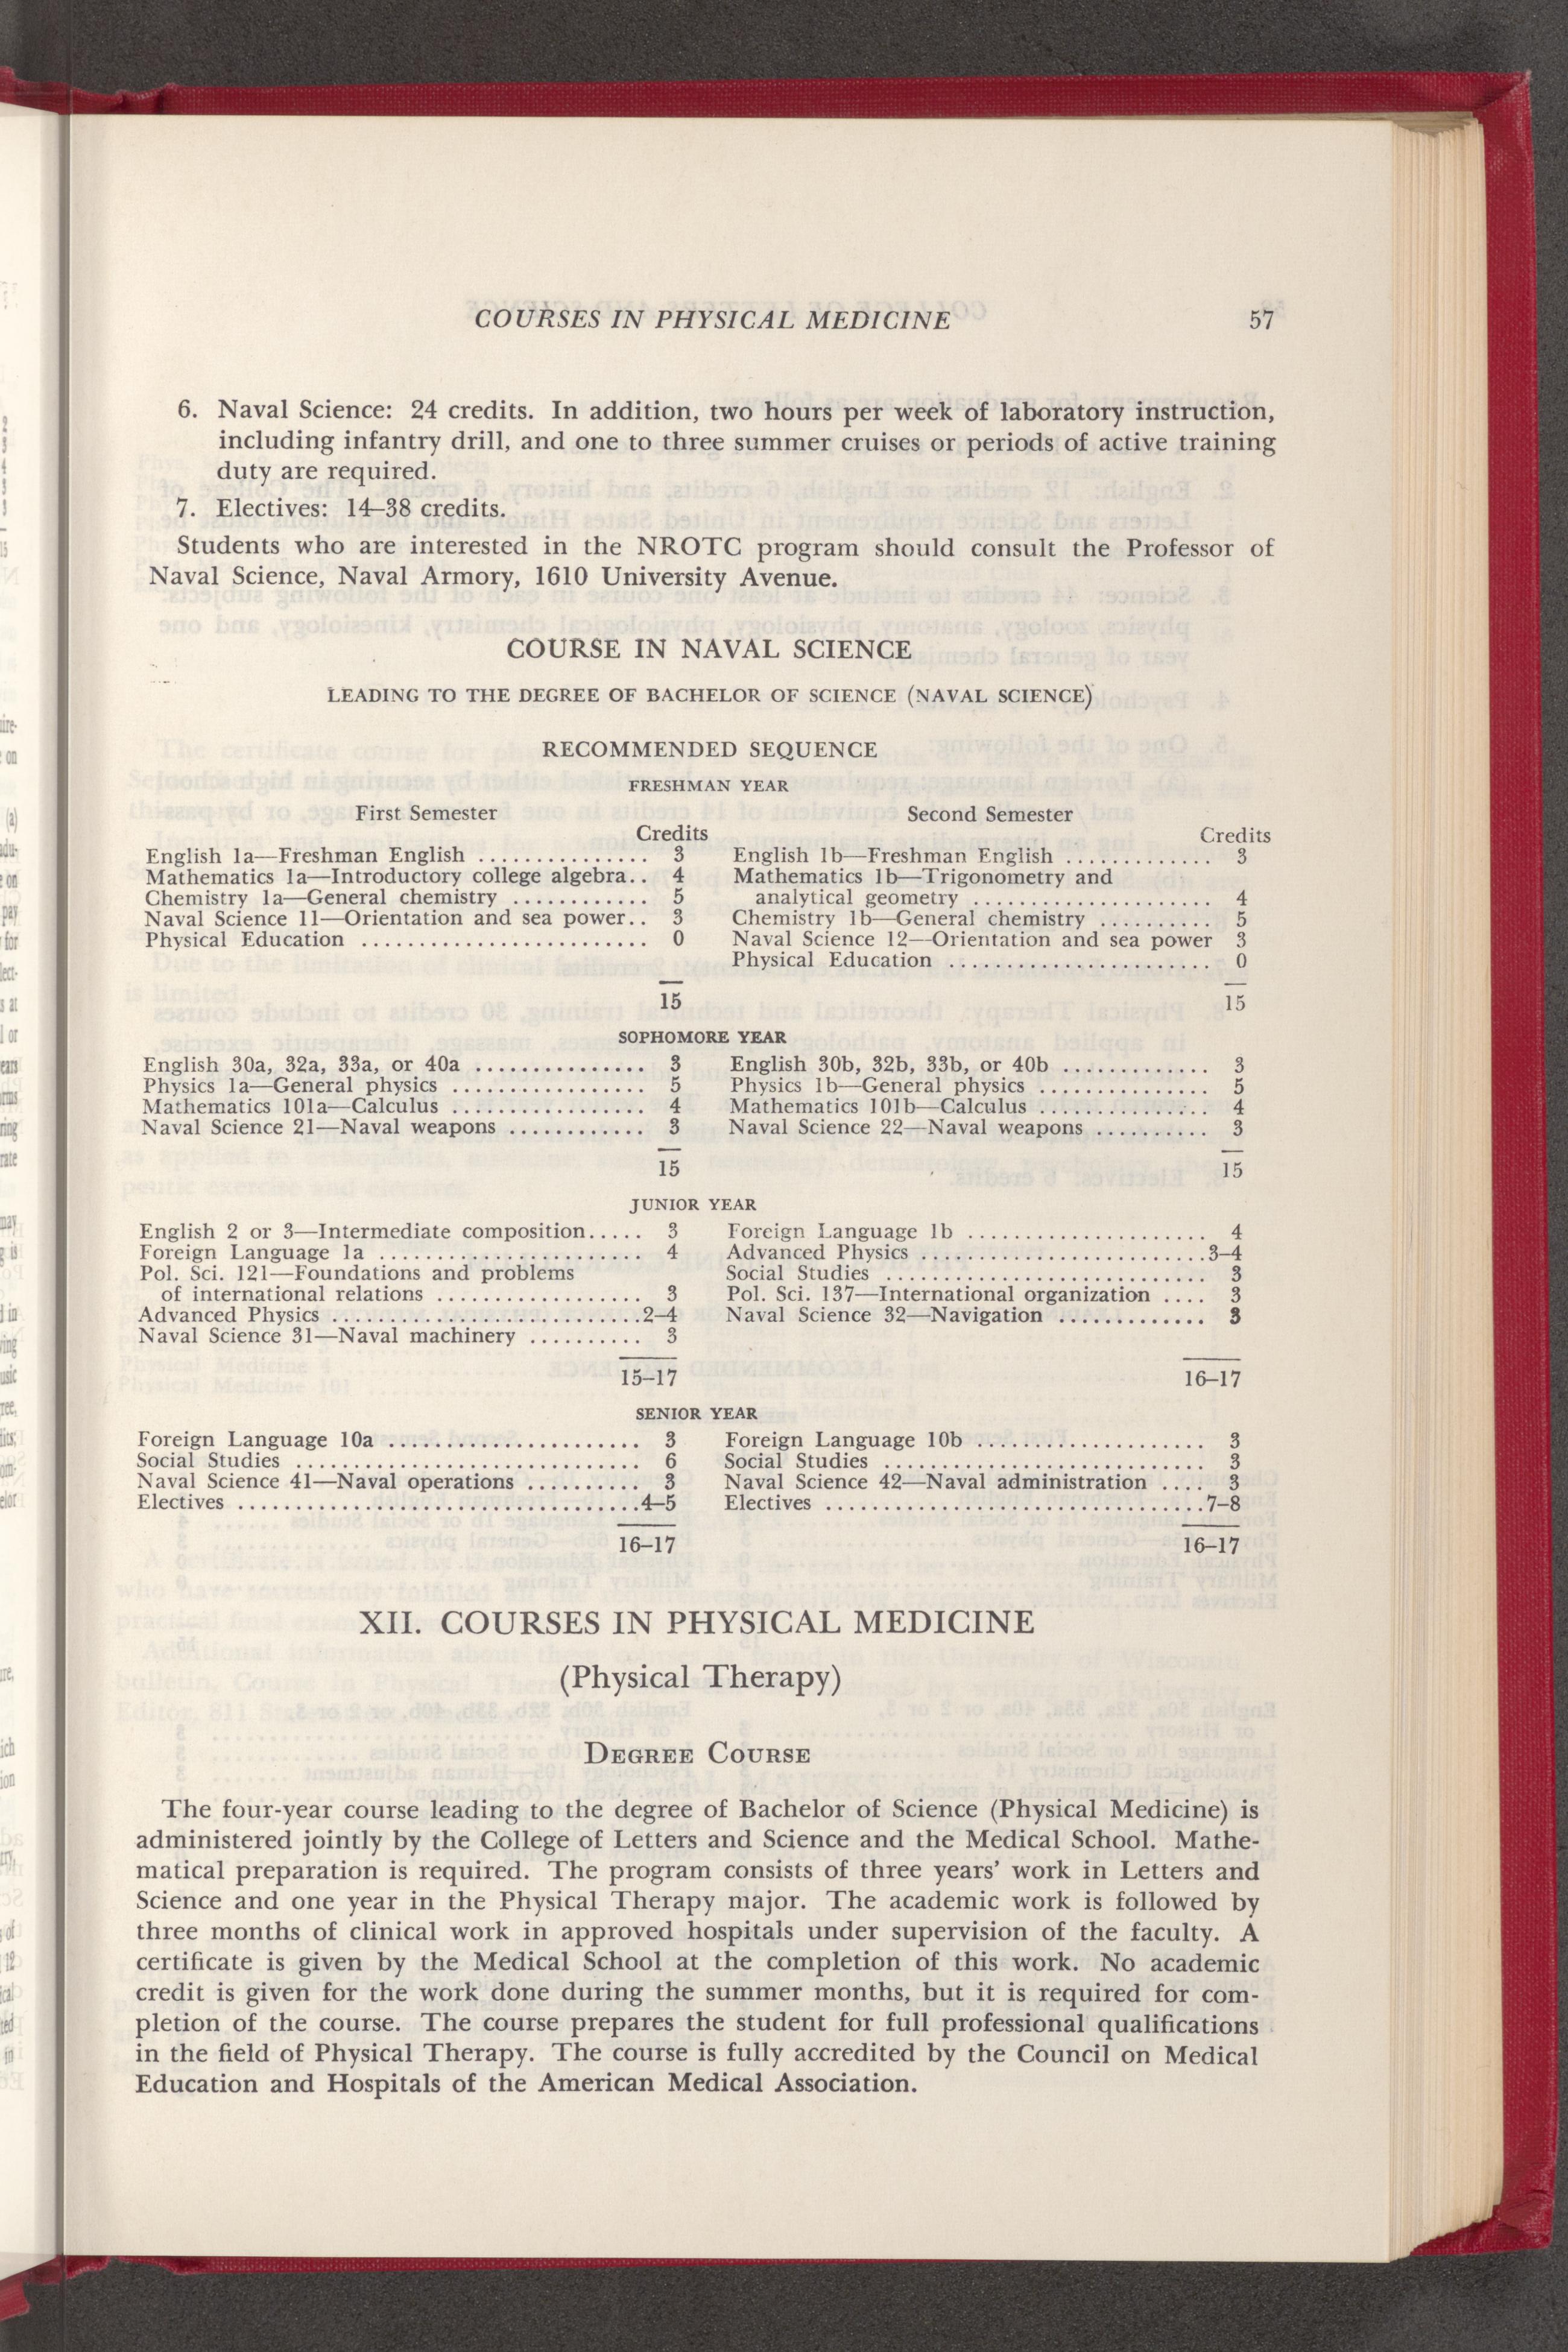 COURSES IN PHYSICAL MEDICINE 57
6. Naval Science: 24 credits. In addition, two hours per week of laboratory instruction,
including infantry drill, and one to three summer cruises or periods of active training
duty are required.
7. Electives: 14–38 credits.
Students who are interested in the NROTC program should consult the Professor of
Naval Science, Naval Armory, 1610 University Avenue.
COURSE IN NAVAL SCIENCE
LEADING TO THE DEGREE OF BACHELOR OF SCIENCE (NAVAL SCIENCE)
RECOMMENDED SEQUENCE
FRESHMAN YEAR
First Semester
Credits
English 1a—Freshman English ............... 3
Mathematics 1a—Introductory college algebra.. 4
Chemistry 1a—General chemistry ............ 5
Naval Science 11—Orientation and sea power.. 3
Physical Education ......................... 0
15
Second Semester
Credits
English 1b—Freshman English ............. 3
Mathematics 1b—Trigonometry and
analytical geometry ..................... 4
Chemistry 1b—General chemistry .......... 5
Naval Science 12—Orientation and sea power 3
Physical Education ....................... 0
15
SOPHOMORE YEAR
English 30a, 32a, 33a, or 40a ............... 3
Physics 1a—General physics ................. 5
Mathematics 101a—Calculus ................. 4
Naval Science 21—Naval weapons ............ 3
15
English 30b, 32b, 33b, or 40b ............. 3
Physics 1b—General physics ............... 5
Mathematics 101b—Calculus ............... 4
Naval Science 22—Naval weapons .......... 3
15
JUNIOR YEAR
English 2 or 3—Intermediate composition..... 3
Foreign Language 1a ....................... 4
Pol. Sci. 121—Foundations and problems
of international relations .................. 3
Advanced Physics ...........................2–4
Naval Science 31—Naval machinery .......... 3
15–17
Foreign Language 1b ..................... 4
Advanced Physics .........................3–4
Social Studies ............................ 3
Pol. Sci. 137—International organization .... 3
Naval Science 32—Navigation ............. 3
16–17
SENIOR YEAR
Foreign Language 10a ...................... 3
Social Studies .............................. 6
Naval Science 41—Naval operations .......... 3
Electives ...................................4–5
16–17
Foreign Language 10b .................... 3
Social Studies ............................ 3
Naval Science 42—Naval administration .... 3
Electives .................................7–8
16–17
XII. COURSES IN PHYSICAL MEDICINE
(Physical Therapy)
DEGREE COURSE
The four-year course leading to the degree of Bachelor of Science (Physical Medicine) is
administered jointly by the College of Letters and Science and the Medical School. Mathe-
matical preparation is required. The program consists of three years' work in Letters and
Science and one year in the Physical Therapy major. The academic work is followed by
three months of clinical work in approved hospitals under supervision of the faculty. A
certificate is given by the Medical School at the completion of this work. No academic
credit is given for the work done during the summer months, but it is required for com-
pletion of the course. The course prepares the student for full professional qualifications
in the field of Physical Therapy. The course is fully accredited by the Council on Medical
Education and Hospitals of the American Medical Association.